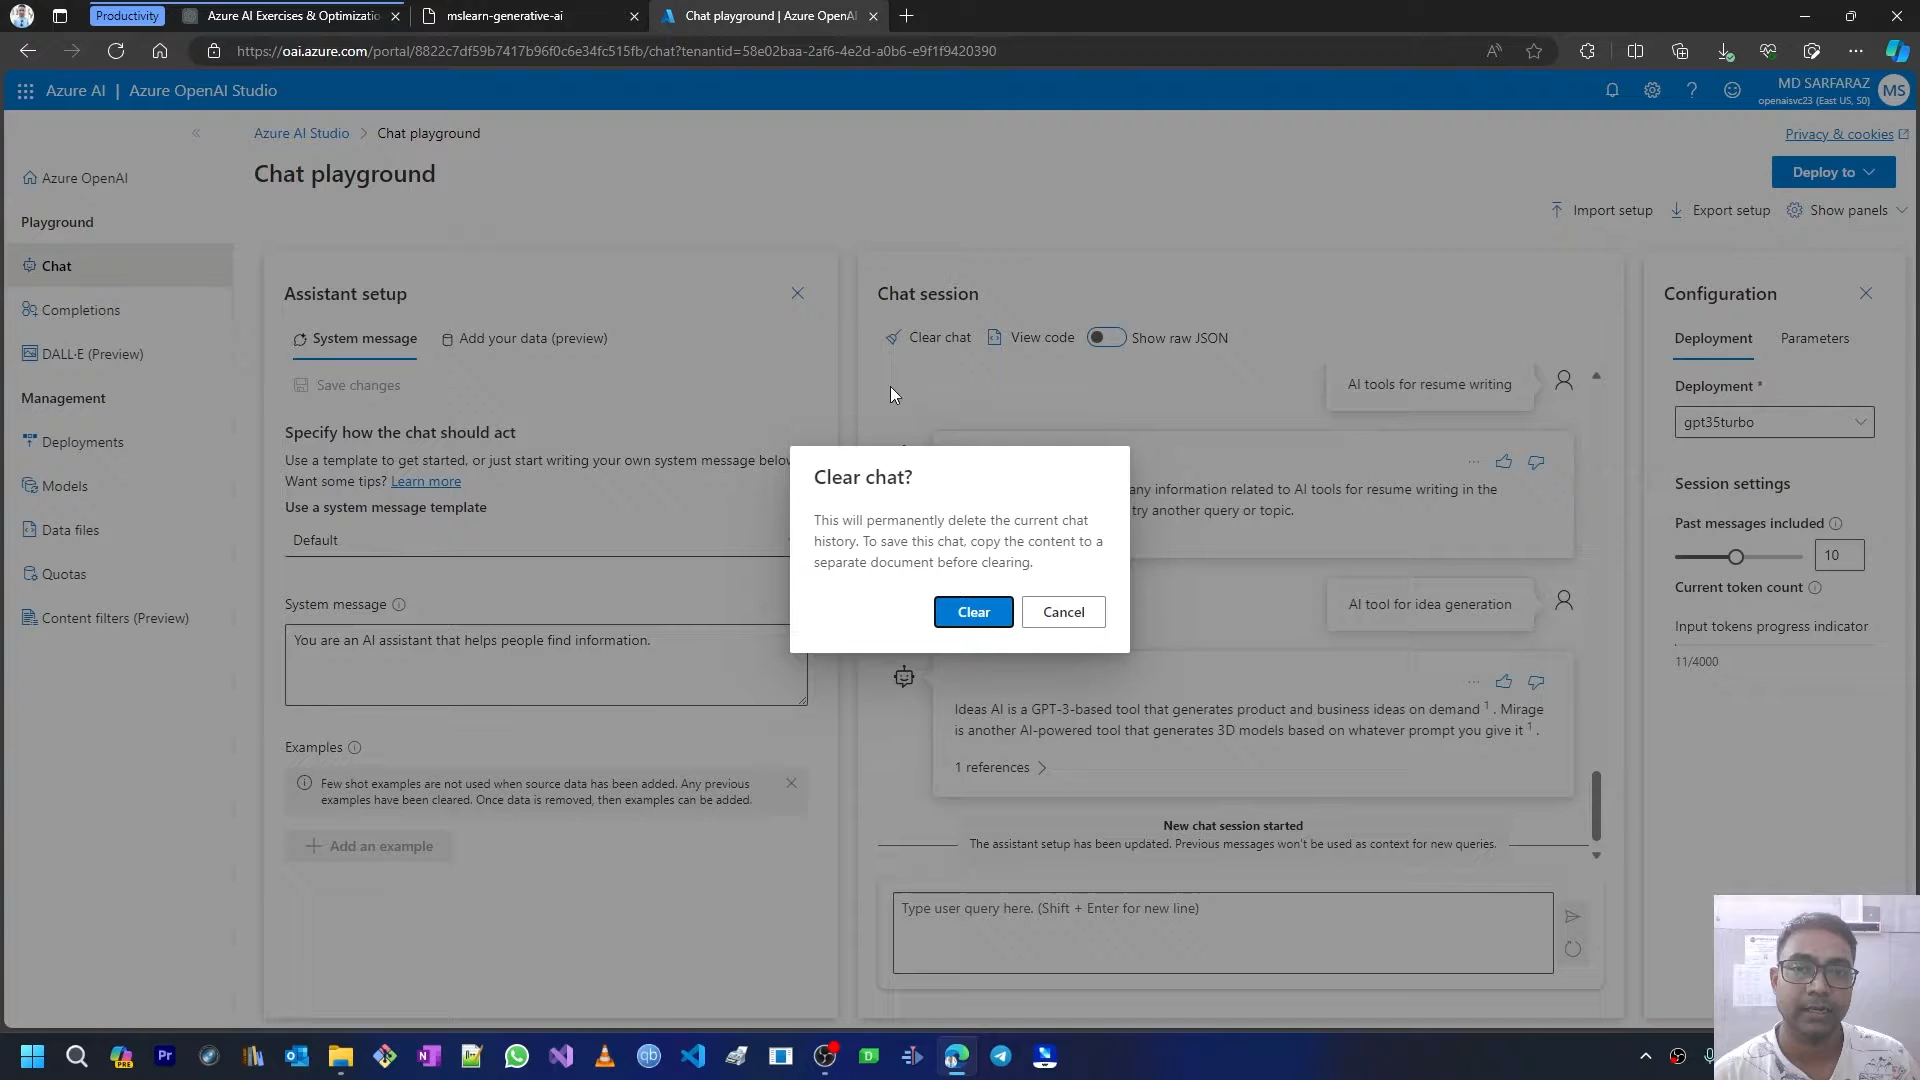 Productivity
Azure AI Exercises & Optimizatio
mslearn-generative-ai
Chat playground | Azure OpenAI
https://oai.azure.com/portal/8822c7df59b7417b96f0c6e34fc515fb/chat?tenantid=58e02baa-2af6-4e2d-a0b6-e9f1f9420390
Azure AI | Azure OpenAI Studio
MD SARFARAZ
openaisvc23 (East US, S0)
MS
Azure AI Studio > Chat playground
Privacy & cookies
Chat playground
Deploy to
Import setup
Export setup
Show panels
Azure OpenAI
Playground
Chat
Completions
DALL·E (Preview)
Management
Deployments
Models
Data files
Quotas
Content filters (Preview)
Assistant setup
System message
Add your data (preview)
Save changes
Specify how the chat should act
Use a template to get started, or just start writing your own system message below
Want some tips? Learn more
Use a system message template
Default
System message
You are an AI assistant that helps people find information.
Examples
Few shot examples are not used when source data has been added. Any previous
examples have been cleared. Once data is removed, then examples can be added.
Add an example
Chat session
Clear chat
View code
Show raw JSON
AI tools for resume writing
any information related to AI tools for resume writing in the
try another query or topic.
AI tool for idea generation
Ideas AI is a GPT-3-based tool that generates product and business ideas on demand 1 . Mirage
is another AI-powered tool that generates 3D models based on whatever prompt you give it 1 .
1 references
New chat session started
The assistant setup has been updated. Previous messages won't be used as context for new queries.
Type user query here. (Shift + Enter for new line)
Clear chat?
This will permanently delete the current chat
history. To save this chat, copy the content to a
separate document before clearing.
Clear
Cancel
Configuration
Deployment
Parameters
Deployment *
gpt35turbo
Session settings
Past messages included
10
Current token count
Input tokens progress indicator
11/4000